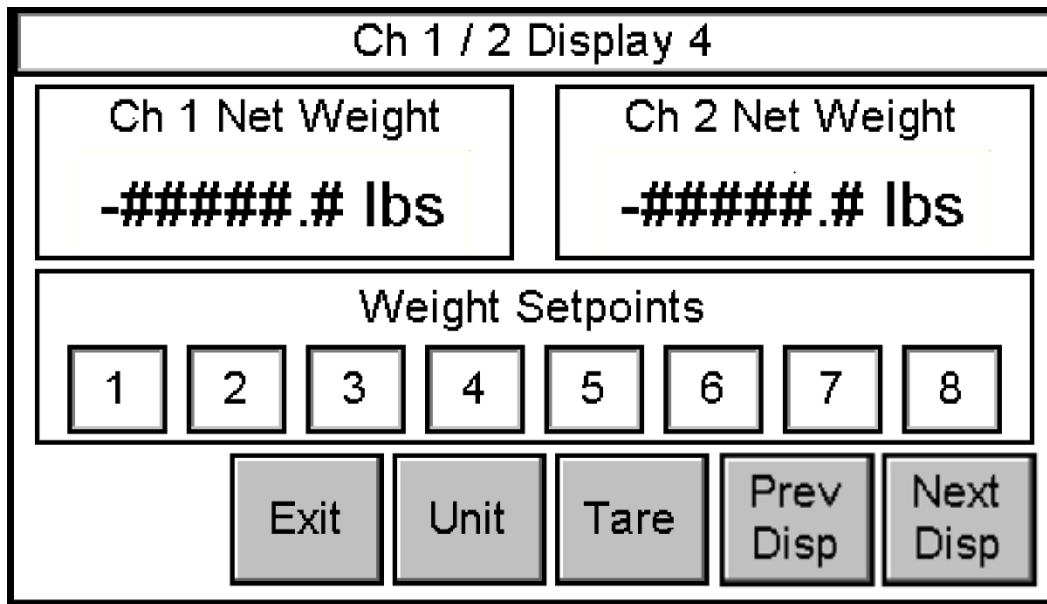 Ch 1 / 2 Display 4
Ch 1 Net Weight
-#####.# lbs
Ch 2 Net Weight
-#####.# lbs
Weight Setpoints
1 2 3 4 5 6 7 8
Exit
Unit
Tare
Prev
Disp
Next
Disp